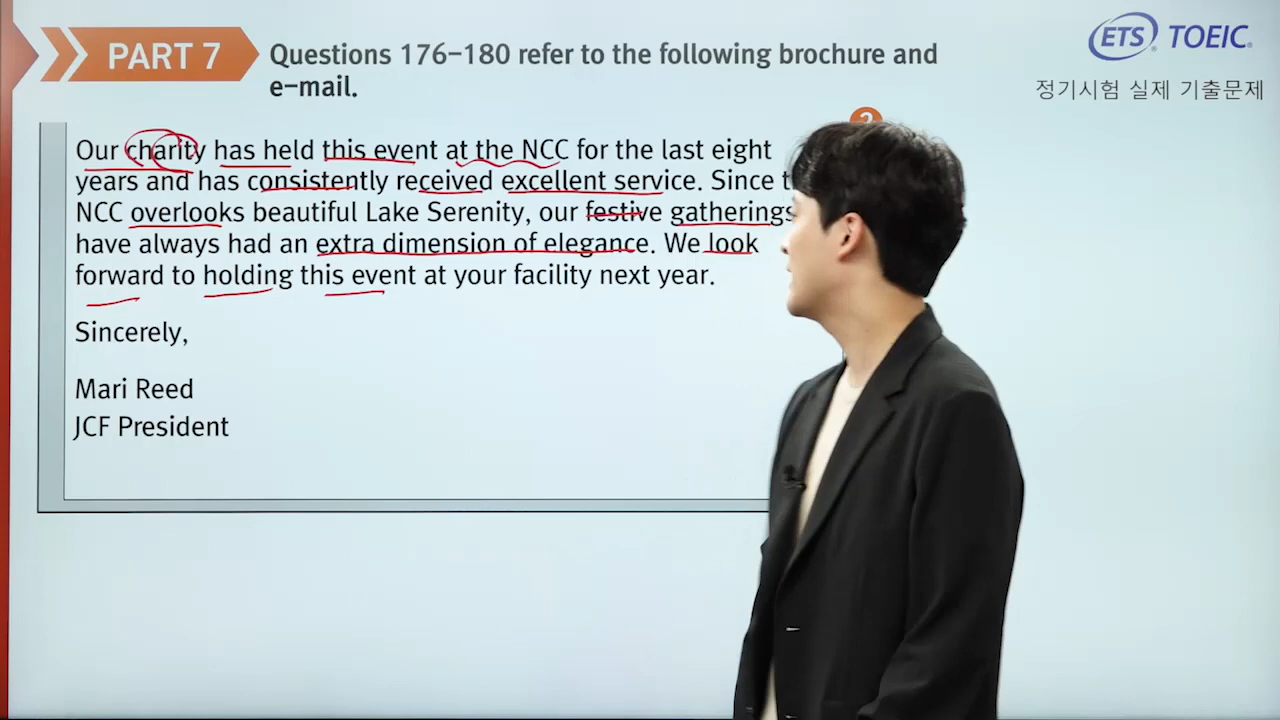 PART 7
Questions 176–180 refer to the following brochure and
e–mail.
ETS TOEIC
정기시험 실제 기출문제
Our charity has held this event at the NCC for the last eight
years and has consistently received excellent service. Since
NCC overlooks beautiful Lake Serenity, our festive gatherings
have always had an extra dimension of elegance. We look
forward to holding this event at your facility next year.
Sincerely,
Mari Reed
JCF President